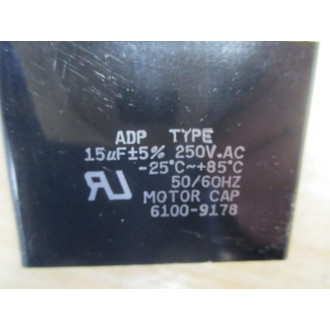 ADP TYPE
15uF±5% 250V.AC
-25°C~+85°C
50/60HZ
MOTOR CAP
6100-9178